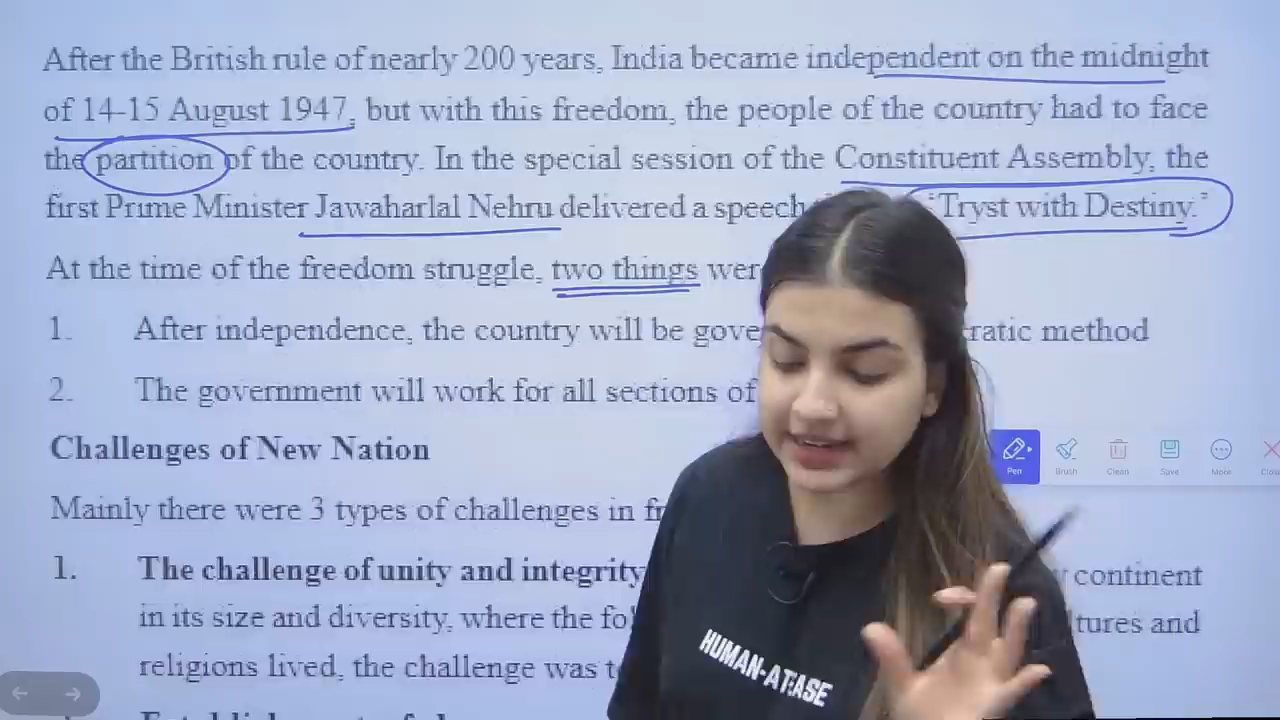 After the British rule of nearly 200 years, India became independent on the midnight
of 14-15 August 1947, but with this freedom, the people of the country had to face
the partition of the country. In the special session of the Constituent Assembly, the
first Prime Minister Jawaharlal Nehru delivered a speech 'Tryst with Destiny.'
At the time of the freedom struggle, two things
1. After independence, the country will be method
2. The government will work for all sections of
Challenges of New Nation
Pen Brush Clean Save More
Mainly there were 3 types of challenges in
1. The challenge of unity and integrity continent
in its size and diversity, where the and
religions lived, the challenge was
HUMAN-AT-EASE